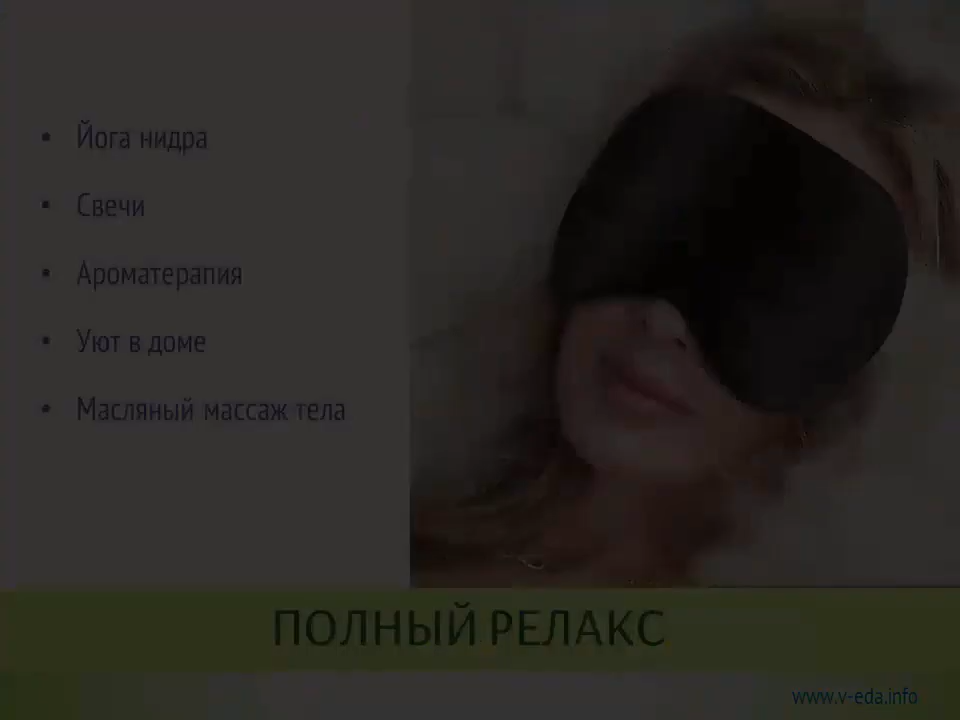 • Йога нидра
• Свечи
• Ароматерапия
• Уют в доме
• Масляный массаж тела
ПОЛНЫЙ РЕЛАКС
www.v-eda.info